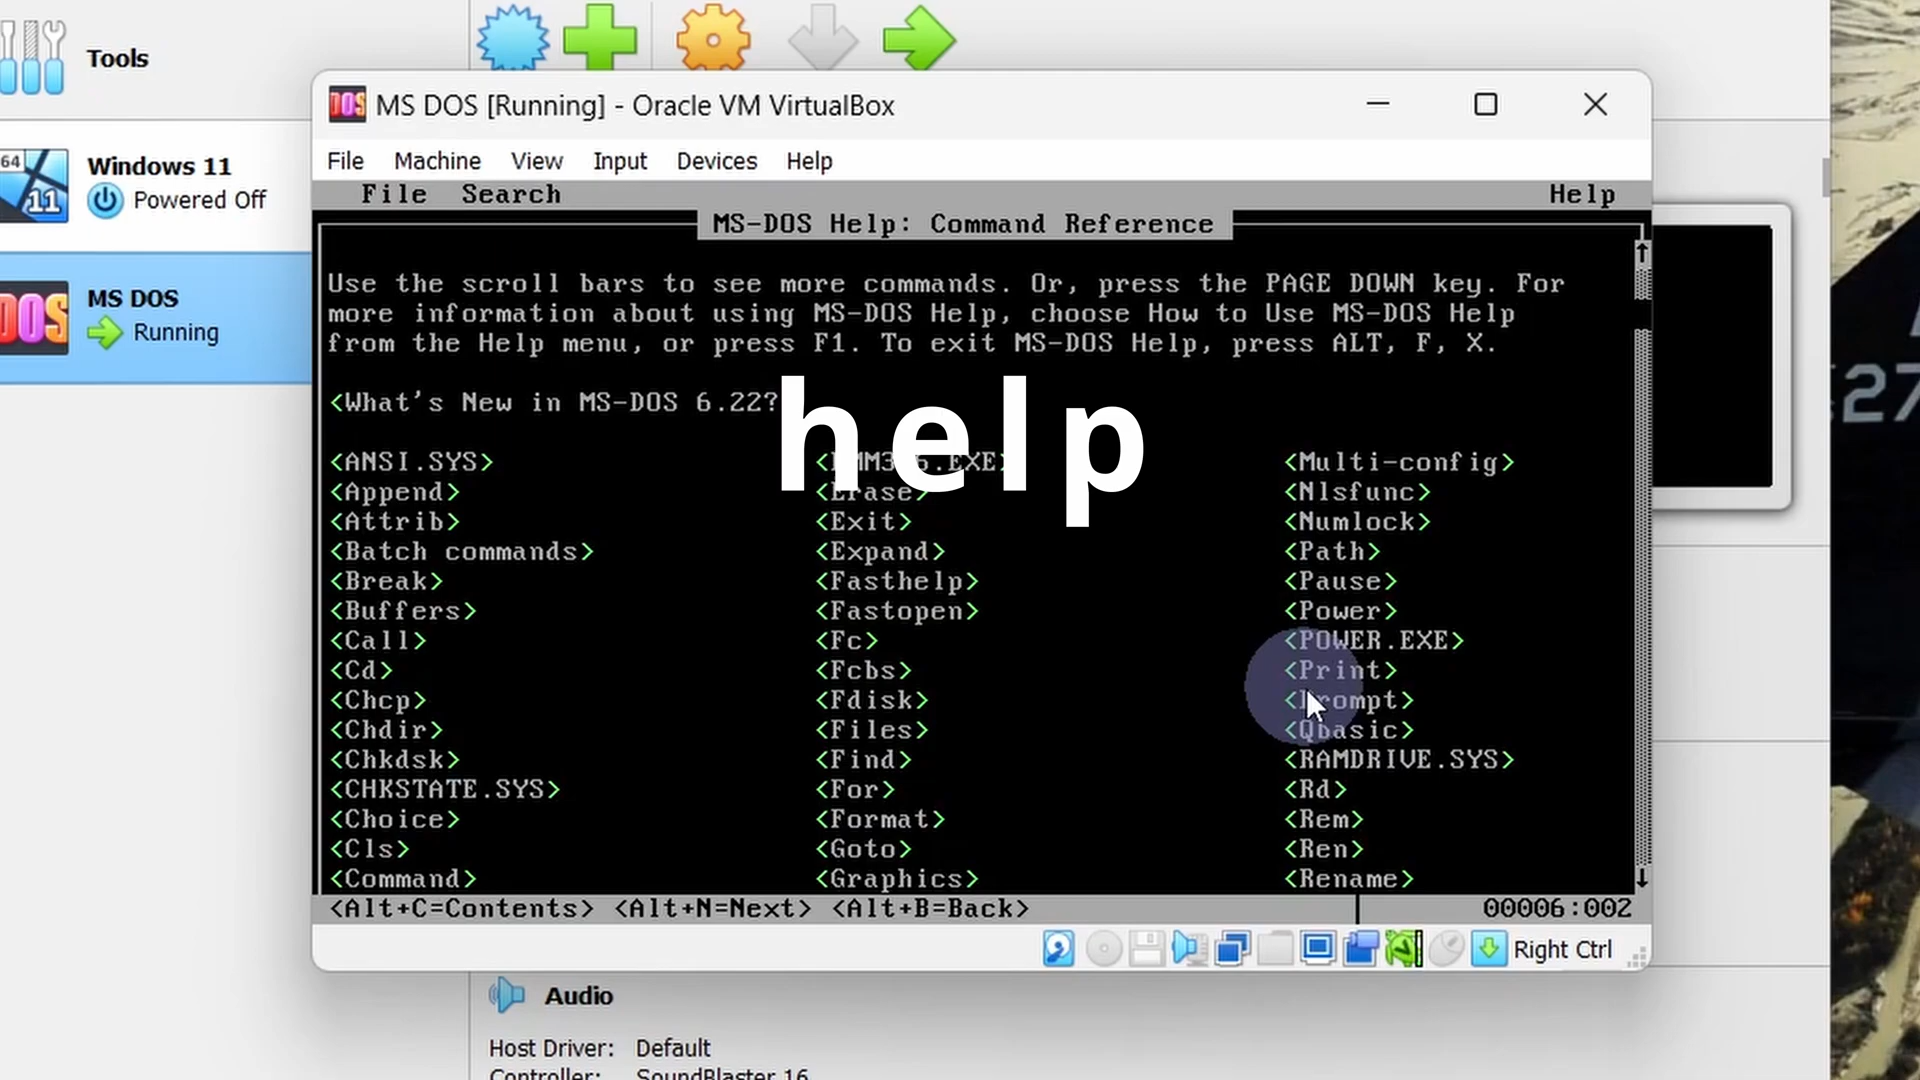 Tools
MS DOS [Running] - Oracle VM VirtualBox
File Machine View Input Devices Help
Windows 11
Powered Off
64
11
MS DOS
Running
DOS
DOS
File Search Help
MS-DOS Help: Command Reference
Use the scroll bars to see more commands. Or, press the PAGE DOWN key. For
more information about using MS-DOS Help, choose How to Use MS-DOS Help
from the Help menu, or press F1. To exit MS-DOS Help, press ALT, F, X.
<What's New in MS-DOS 6.22?
help
<ANSI.SYS> <Multi-config>
<Append> <Erase> <Nlsfunc>
<Attrib> <Exit> <Numlock>
<Batch commands> <Expand> <Path>
<Break> <Fasthelp> <Pause>
<Buffers> <Fastopen> <Power>
<Call> <Fc> <POWER.EXE>
<Cd> <Fcbs> <Print>
<Chcp> <Fdisk> <Prompt>
<Chdir> <Files> <Qbasic>
<Chkdsk> <Find> <RAMDRIVE.SYS>
<CHKSTATE.SYS> <For> <Rd>
<Choice> <Format> <Rem>
<Cls> <Goto> <Ren>
<Command> <Graphics> <Rename>
<Alt+C=Contents> <Alt+N=Next> <Alt+B=Back> 00006:002
Right Ctrl
Audio
Host Driver: Default
Controller: SoundBlaster 16
27